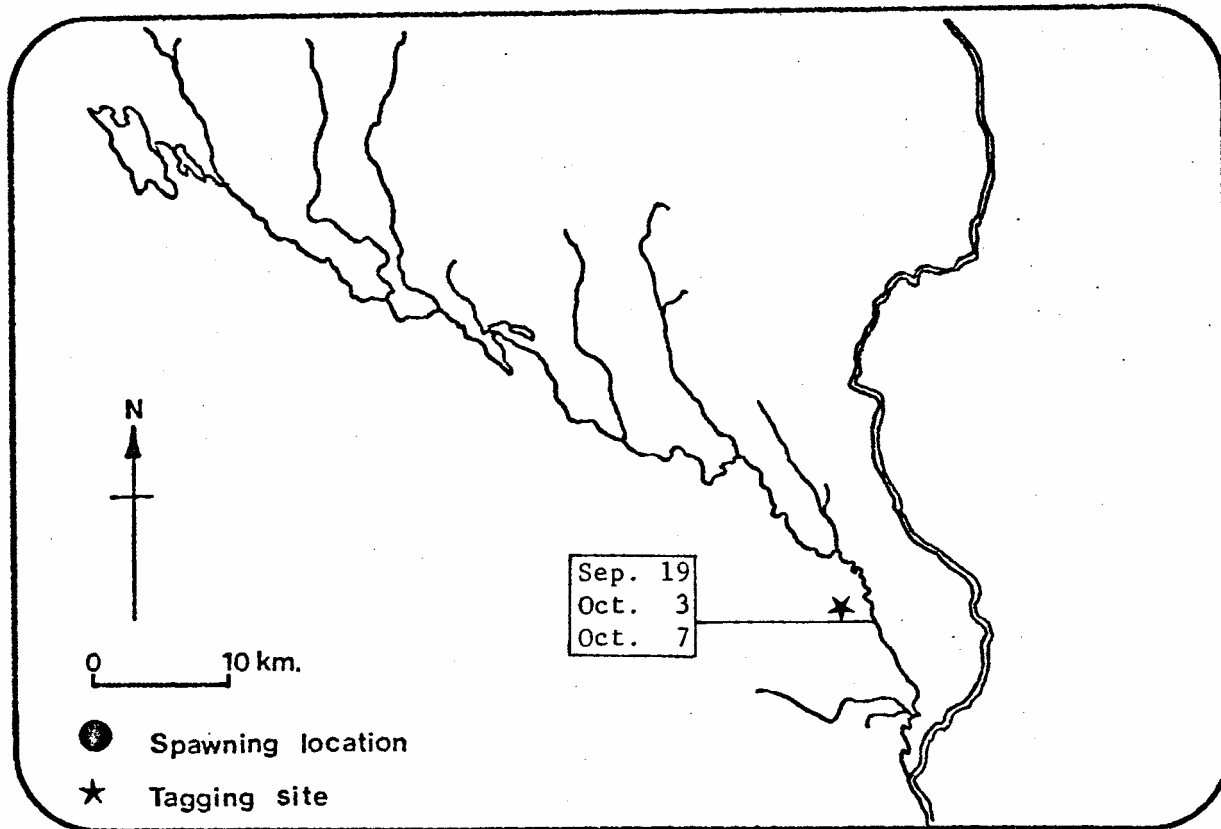 N
Sep. 19
Oct. 3
Oct. 7
0 10 km.
Spawning location
Tagging site